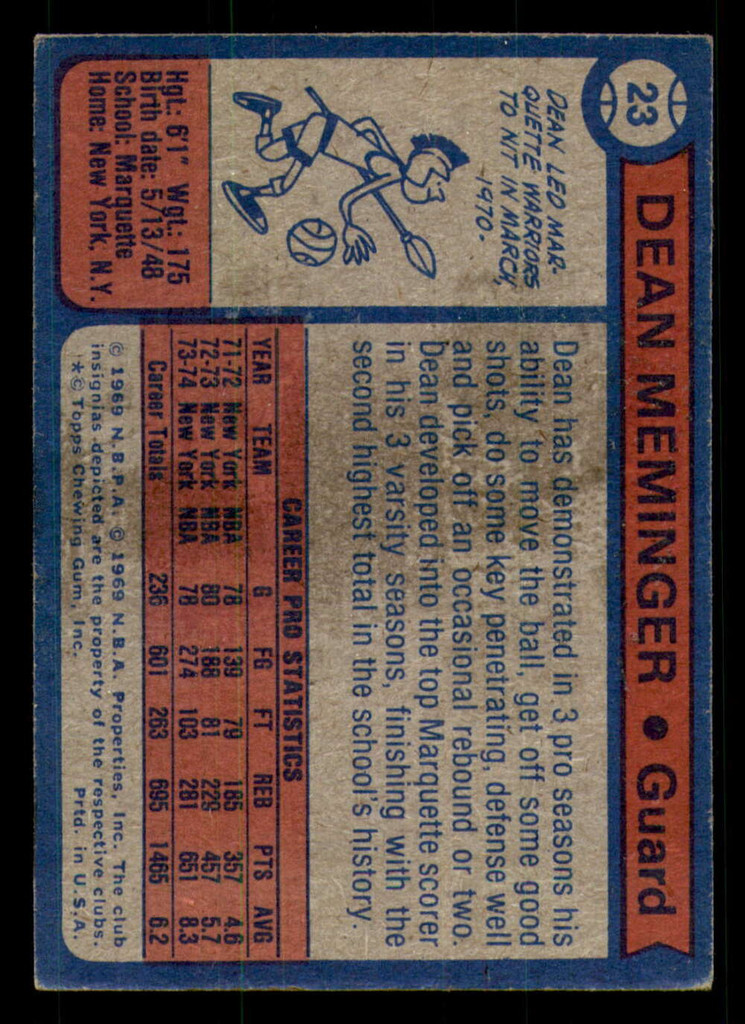 23
DEAN MEMINGER • Guard
DEAN LED MAR-
QUETTE WARRIORS
TO NIT IN MARCH,
1970.
Hgt.: 6'1" Wgt.: 175
Birth date: 5/13/48
School: Marquette
Home: New York, N.Y.
Dean has demonstrated in 3 pro seasons his
ability to move the ball, get off some good
shots, do some key penetrating, defense well
and pick off an occasional rebound or two.
Dean developed into the top Marquette scorer
in his 3 varsity seasons, finishing with the
second highest total in the school's history.
CAREER PRO STATISTICS
YEAR TEAM G FG FT REB PTS AVG
71-72 New York NBA 78 139 79 185 357 4.6
72-73 New York NBA 80 188 81 229 457 5.7
73-74 New York NBA 78 274 103 281 651 8.3
Career Totals 236 601 263 695 1465 6.2
© 1969 N.B.P.A. © 1969 N.B.A. Properties, Inc. The club
insignias depicted are the property of the respective clubs.
*© Topps Chewing Gum, Inc. Prtd. in U.S.A.